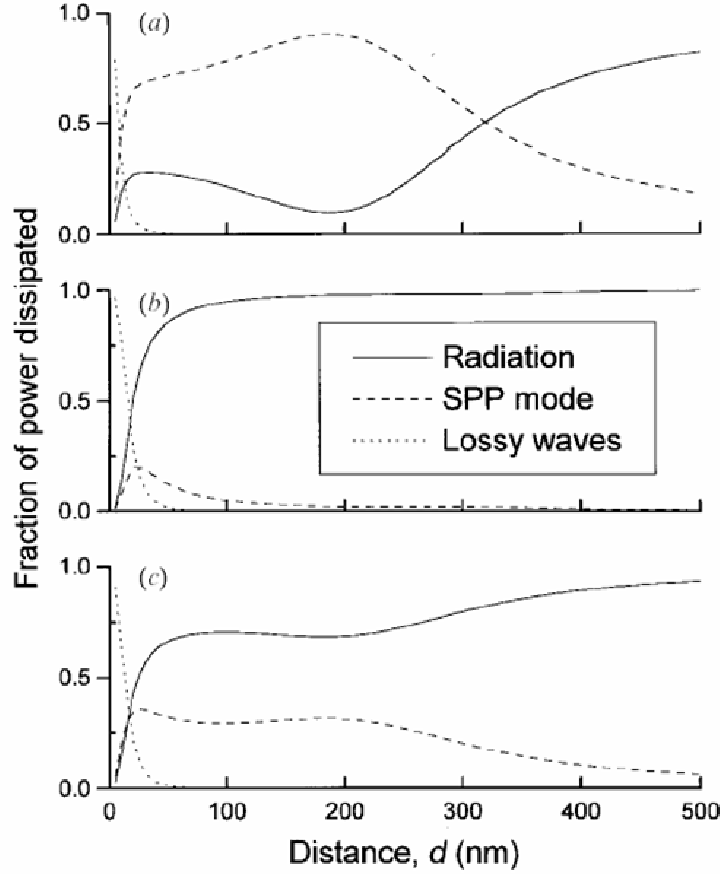 1.0
(a)
0.5
0.0
1.0
(b)
0.5
0.0
Radiation
SPP mode
Lossy waves
1.0
(c)
0.5
0.0
0 100 200 300 400 500
Distance, d (nm)
Fraction of power dissipated